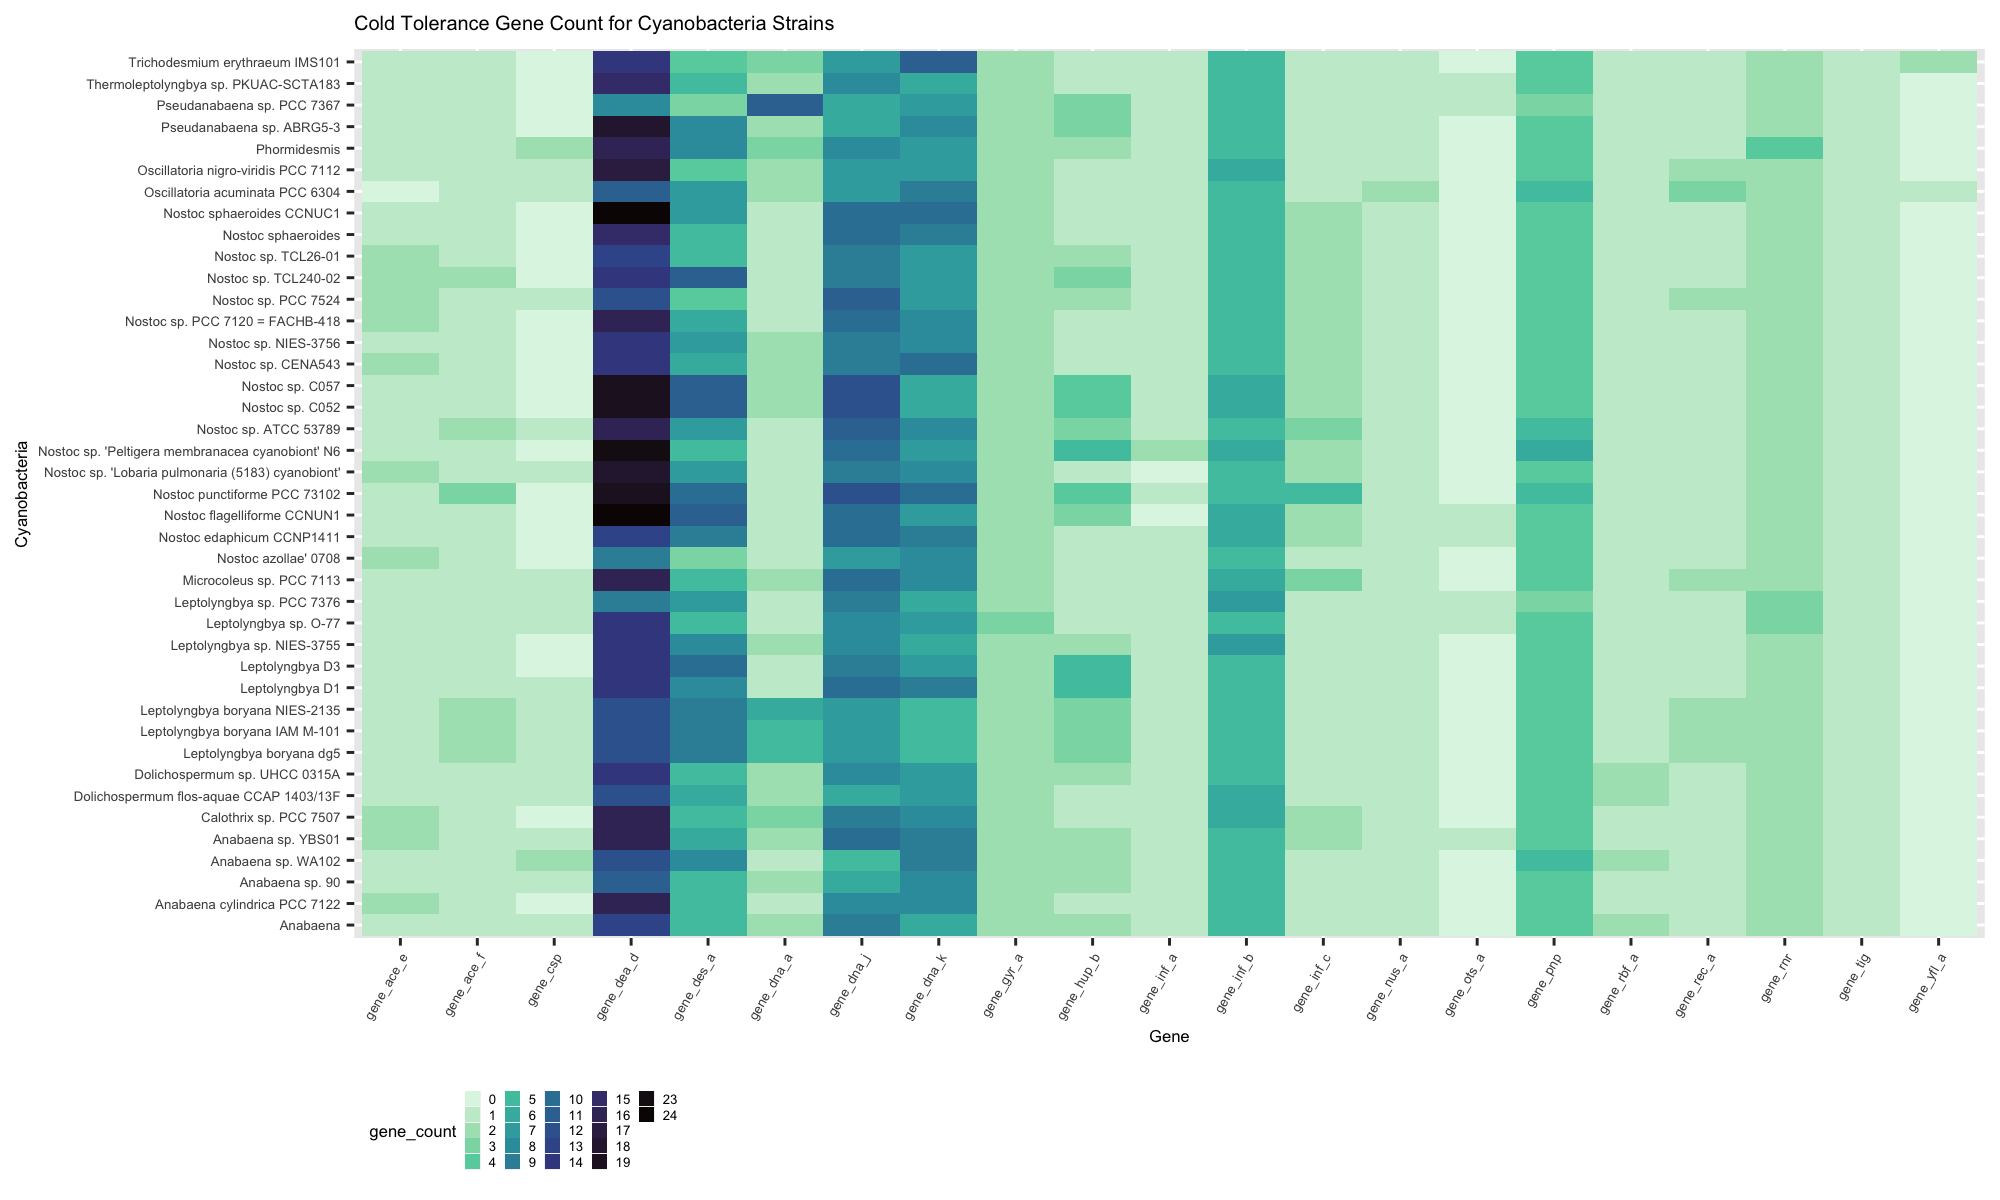 Cold Tolerance Gene Count for Cyanobacteria Strains
Trichodesmium erythraeum IMS101
Thermoleptolyngbya sp. PKUAC-SCTA183
Pseudanabaena sp. PCC 7367
Pseudanabaena sp. ABRG5-3
Phormidesmis
Oscillatoria nigro-viridis PCC 7112
Oscillatoria acuminata PCC 6304
Nostoc sphaeroides CCNUC1
Nostoc sphaeroides
Nostoc sp. TCL26-01
Nostoc sp. TCL240-02
Nostoc sp. PCC 7524
Nostoc sp. PCC 7120 = FACHB-418
Nostoc sp. NIES-3756
Nostoc sp. CENA543
Nostoc sp. C057
Nostoc sp. C052
Nostoc sp. ATCC 53789
Nostoc sp. 'Peltigera membranacea cyanobiont' N6
Nostoc sp. 'Lobaria pulmonaria (5183) cyanobiont'
Nostoc punctiforme PCC 73102
Nostoc flagelliforme CCNUN1
Nostoc edaphicum CCNP1411
Nostoc azollae' 0708
Microcoleus sp. PCC 7113
Leptolyngbya sp. PCC 7376
Leptolyngbya sp. O-77
Leptolyngbya sp. NIES-3755
Leptolyngbya D3
Leptolyngbya D1
Leptolyngbya boryana NIES-2135
Leptolyngbya boryana IAM M-101
Leptolyngbya boryana dg5
Dolichospermum sp. UHCC 0315A
Dolichospermum flos-aquae CCAP 1403/13F
Calothrix sp. PCC 7507
Anabaena sp. YBS01
Anabaena sp. WA102
Anabaena sp. 90
Anabaena cylindrica PCC 7122
Anabaena
Cyanobacteria
gene_ace_e
gene_ace_f
gene_csp
gene_dea_d
gene_des_a
gene_dna_a
gene_dna_j
gene_dna_k
gene_gyr_a
gene_hup_b
gene_inf_a
gene_inf_b
gene_inf_c
gene_nus_a
gene_ots_a
gene_pnp
gene_rbf_a
gene_rec_a
gene_rnr
gene_tig
gene_yfl_a
Gene
gene_count
0 5 10 15 23
1 6 11 16 24
2 7 12 17
3 8 13 18
4 9 14 19